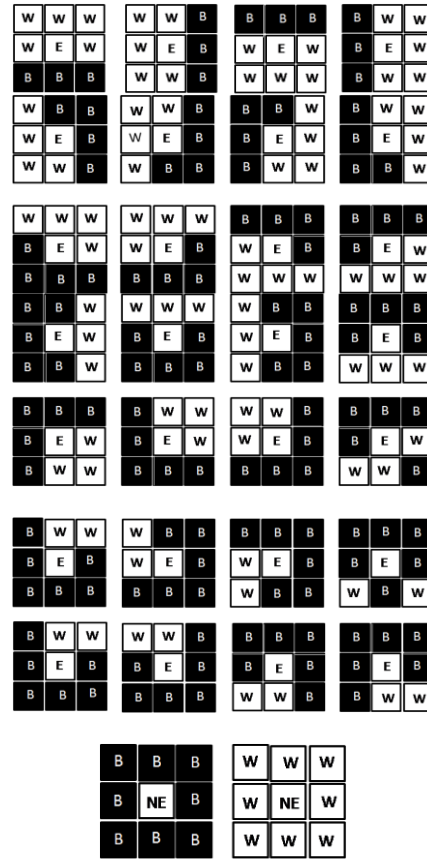 W W W W W B B B B B W W
W E W W E B W E W B E W
B B B W W B W W W B W W
W B B W W B B B W B W W
W E B W E B B E W B E W
W W B W B B B W W B B W
W W W W W W B B B B B B
B E W W E B W E B B E W
B B B B B B W W W W W W
B B W W W W W B B B B B
B E W B E B W E B B E B
B B W B B B W B B W W W
B B B B W W W W B B B B
B E W B E W W E B B E W
B W W B B B B B B W W B
B W W W B B B B B B B B
B E B W E B W E B B E B
B B B B B B W B B W B W
B W W W W B B B B B B B
B E B B E B B E B B E B
B B B B B B W W B B W W
B B B W W W
B NE B W NE W
B B B W W W